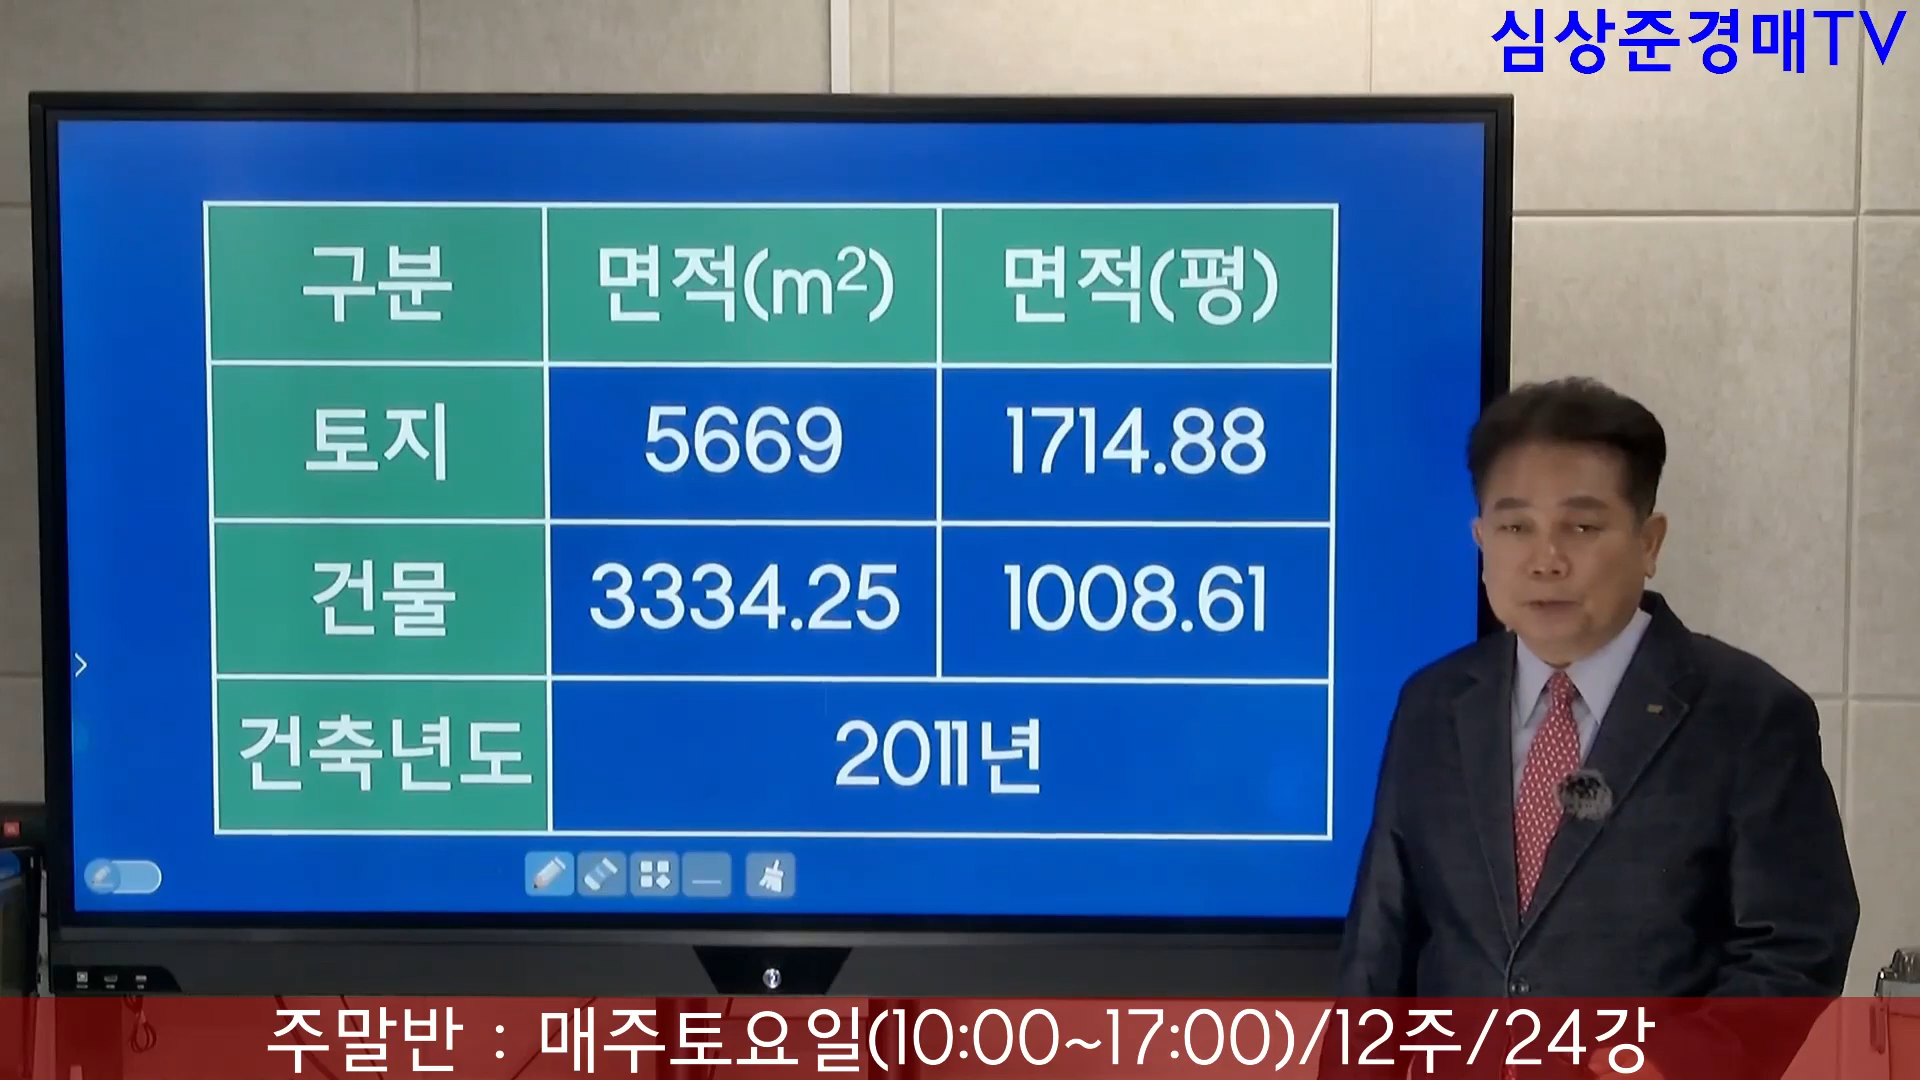 심상준경매TV
구분 면적(m²) 면적(평)
토지 5669 1714.88
건물 3334.25 1008.61
건축년도 2011년
주말반 : 매주토요일(10:00~17:00)/12주/24강